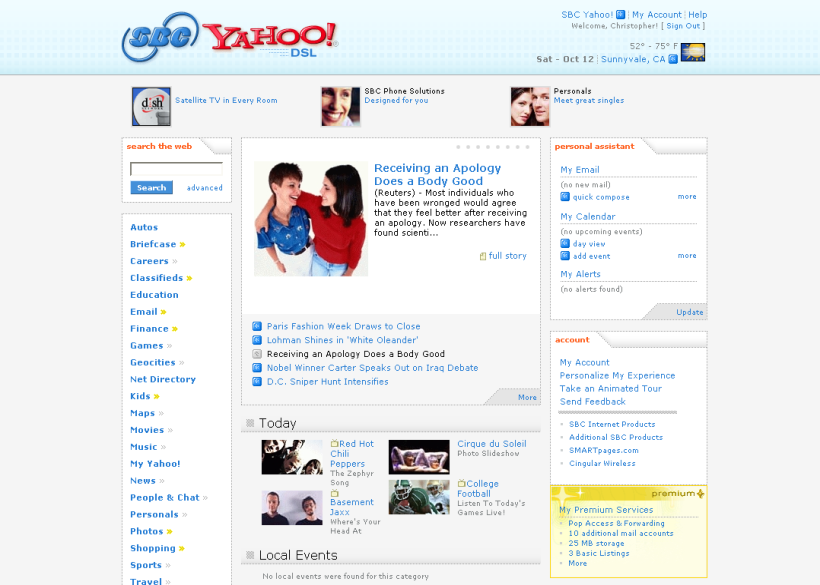 SBC YAHOO! DSL
SBC Yahoo! | My Account | Help
Welcome, Christopher! [ Sign Out ]
52° - 75° F
Sat - Oct 12 | Sunnyvale, CA
dish
Satellite TV in Every Room
SBC Phone Solutions
Designed for you
Personals
Meet great singles
search the web
Search
advanced
Autos
Briefcase »
Careers »
Classifieds »
Education
Email »
Finance »
Games »
Geocities »
Net Directory
Kids »
Maps »
Movies »
Music »
My Yahoo!
News »
People & Chat »
Personals »
Photos »
Shopping »
Sports »
Travel »
Receiving an Apology
Does a Body Good
(Reuters) - Most individuals who
have been wronged would agree
that they feel better after receiving
an apology. Now researchers have
found scienti...
full story
Paris Fashion Week Draws to Close
Lohman Shines in 'White Oleander'
Receiving an Apology Does a Body Good
Nobel Winner Carter Speaks Out on Iraq Debate
D.C. Sniper Hunt Intensifies
More
Today
Red Hot
Chili
Peppers
The Zephyr
Song
Cirque du Soleil
Photo Slideshow
Basement
Jaxx
Where's Your
Head At
College
Football
Listen To Today's
Games Live!
Local Events
No local events were found for this category
personal assistant
My Email
(no new mail)
quick compose
more
My Calendar
(no upcoming events)
day view
add event
more
My Alerts
(no alerts found)
Update
account
My Account
Personalize My Experience
Take an Animated Tour
Send Feedback
SBC Internet Products
Additional SBC Products
SMARTpages.com
Cingular Wireless
premium
My Premium Services
Pop Access & Forwarding
10 additional mail accounts
25 MB storage
3 Basic Listings
More